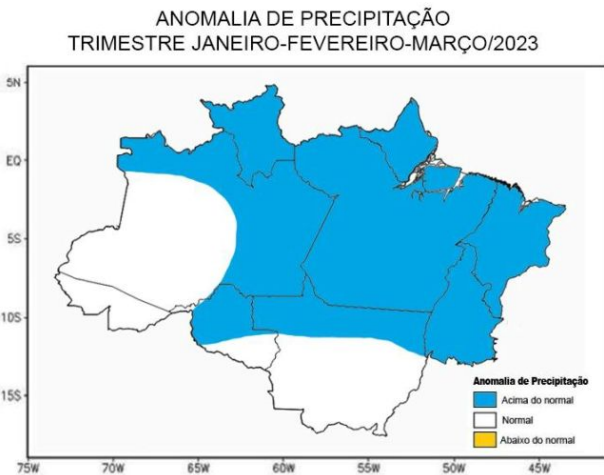 ANOMALIA DE PRECIPITAÇÃO
TRIMESTRE JANEIRO-FEVEREIRO-MARÇO/2023
5N
EQ
5S
10S
15S
75W 70W 65W 60W 55W 50W 45W
Anomalia de Precipitação
Acima do normal
Normal
Abaixo do normal